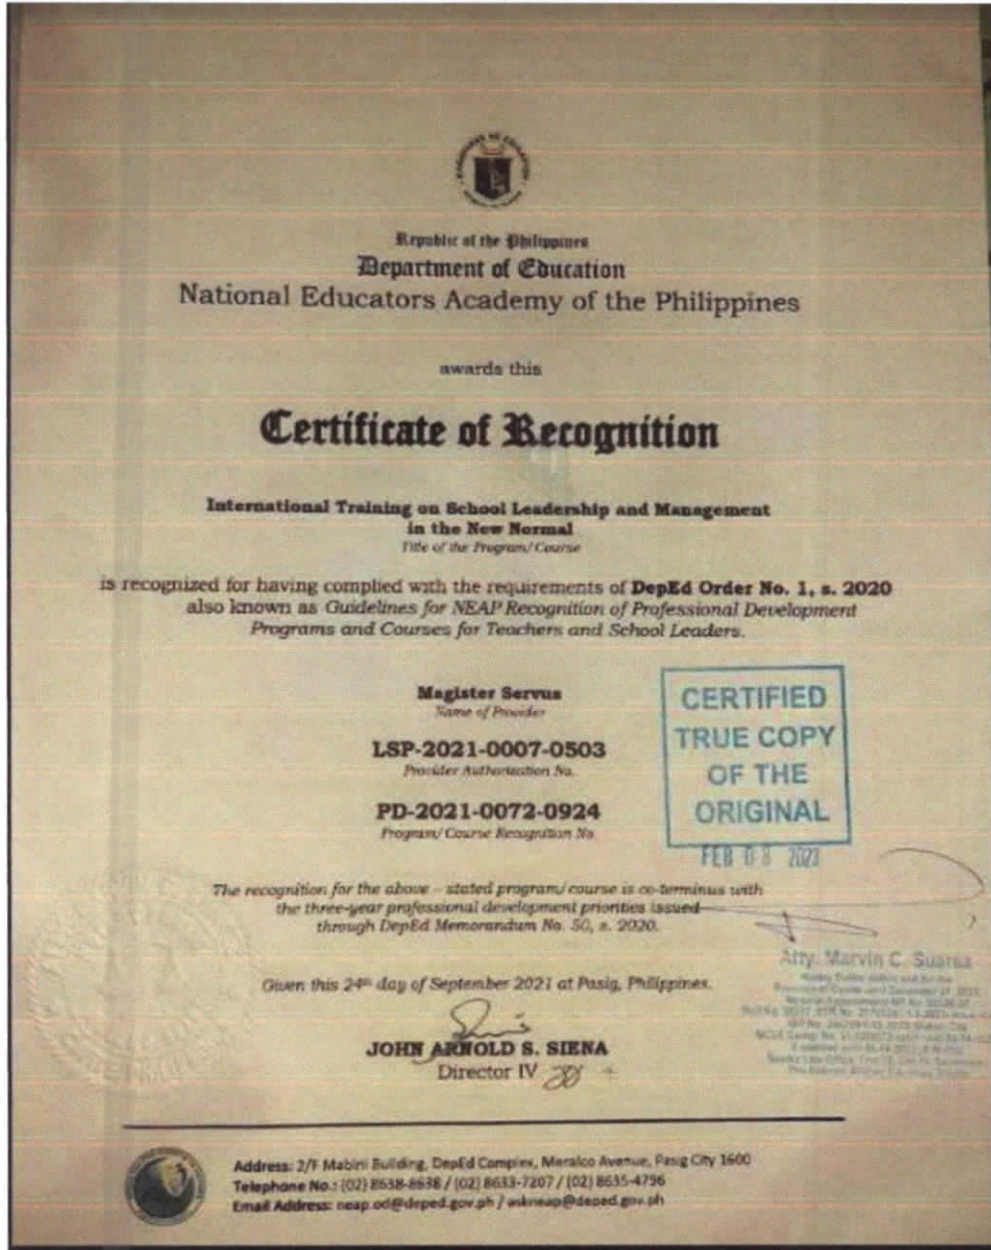 Republic of the Philippines
Department of Education
National Educators Academy of the Philippines
awards this
Certificate of Recognition
International Training on School Leadership and Management
in the New Normal
Title of the Program/Course
is recognized for having complied with the requirements of DepEd Order No. 1, s. 2020
also known as Guidelines for NEAP Recognition of Professional Development
Programs and Courses for Teachers and School Leaders.
Magister Servus
Name of Provider
LSP-2021-0007-0503
Provider Authorization No.
PD-2021-0072-0924
Program/Course Recognition No.
CERTIFIED
TRUE COPY
OF THE
ORIGINAL
FEB 08 2023
The recognition for the above – stated program/course is co-terminus with
the three-year professional development priorities issued
through DepEd Memorandum No. 50, s. 2020.
Atty. Marvin C. Suarez
Given this 24th day of September 2021 at Pasig, Philippines.
JOHN ARNOLD S. SIENA
Director IV
Address: 2/F Mabini Building, DepEd Complex, Meralco Avenue, Pasig City 1600
Telephone No.: (02) 8638-8638 / (02) 8633-7207 / (02) 8635-4796
Email Address: neap.od@deped.gov.ph / askneap@deped.gov.ph